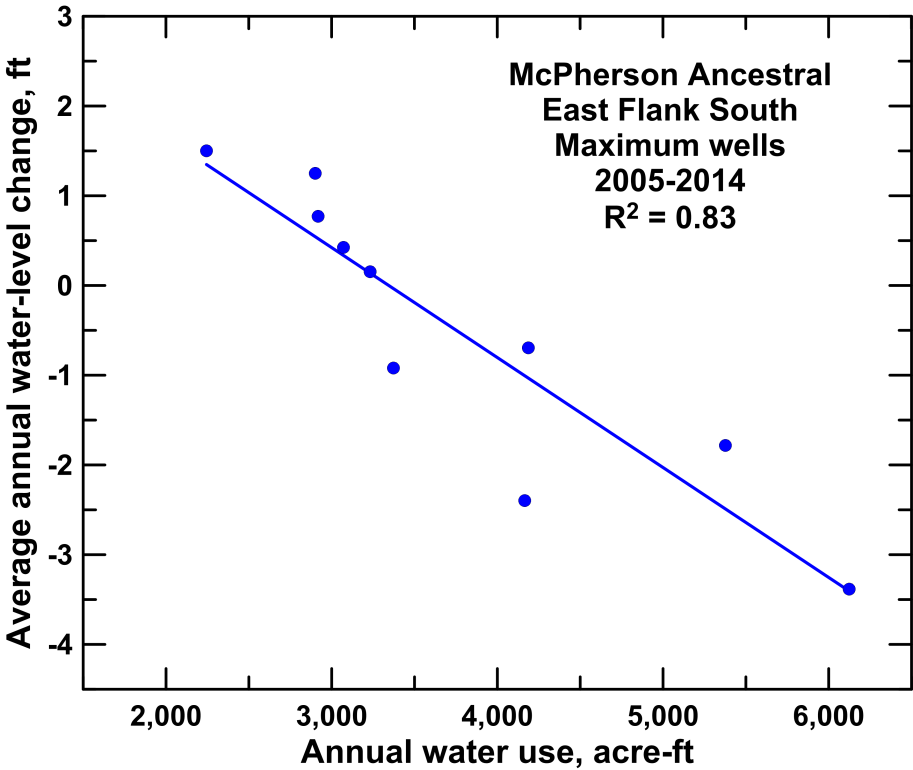 McPherson Ancestral
East Flank South
Maximum wells
2005-2014
R² = 0.83
Average annual water-level change, ft
3
2
1
0
-1
-2
-3
-4
2,000 3,000 4,000 5,000 6,000
Annual water use, acre-ft